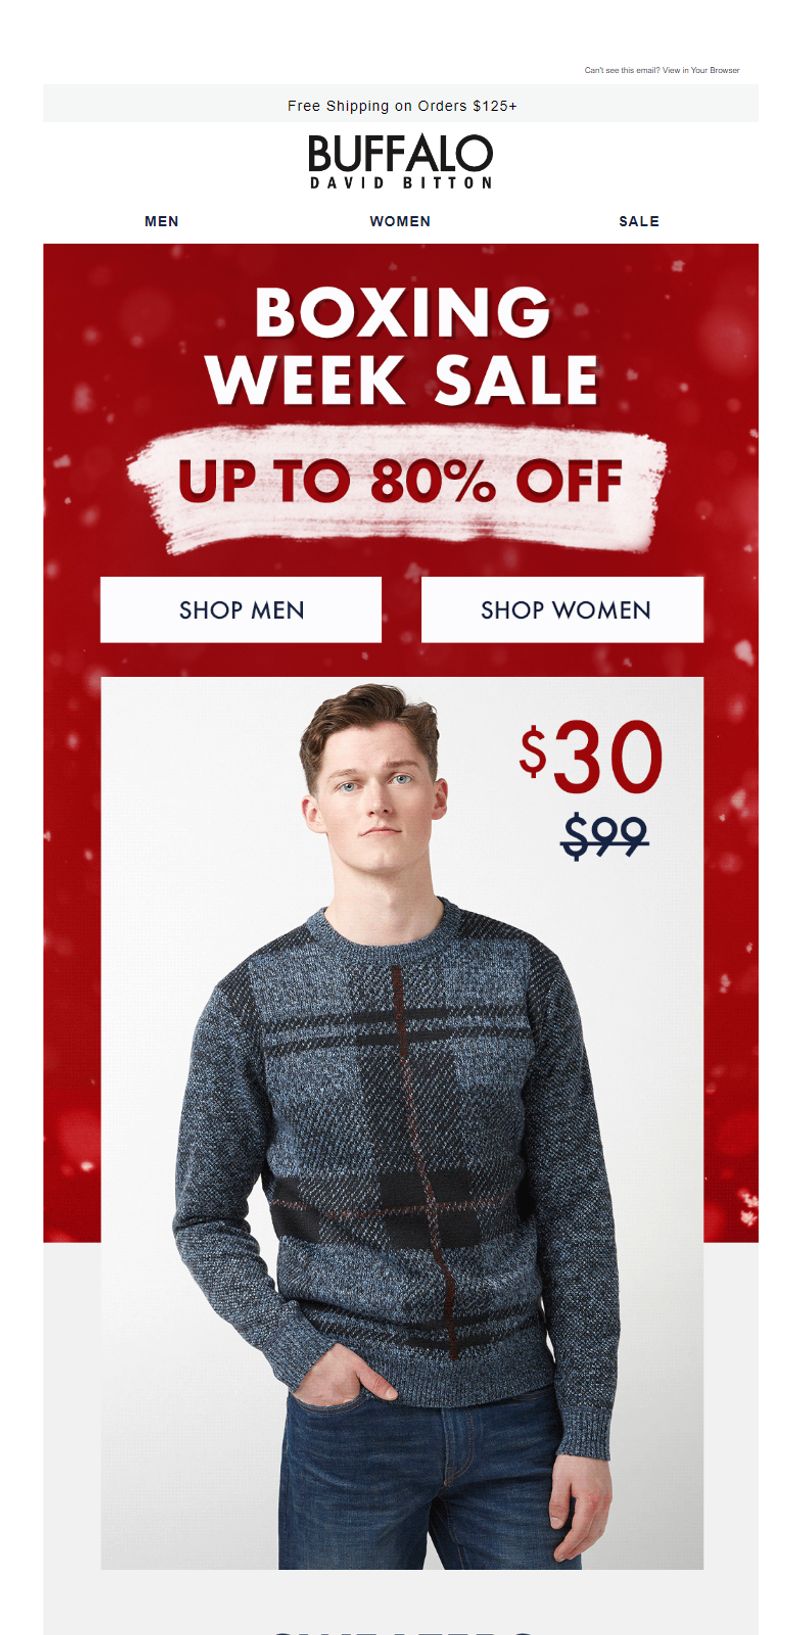 Can't see this email? View in Your Browser
Free Shipping on Orders $125+
BUFFALO
DAVID BITTON
MEN WOMEN SALE
BOXING
WEEK SALE
UP TO 80% OFF
SHOP MEN SHOP WOMEN
$30
$99